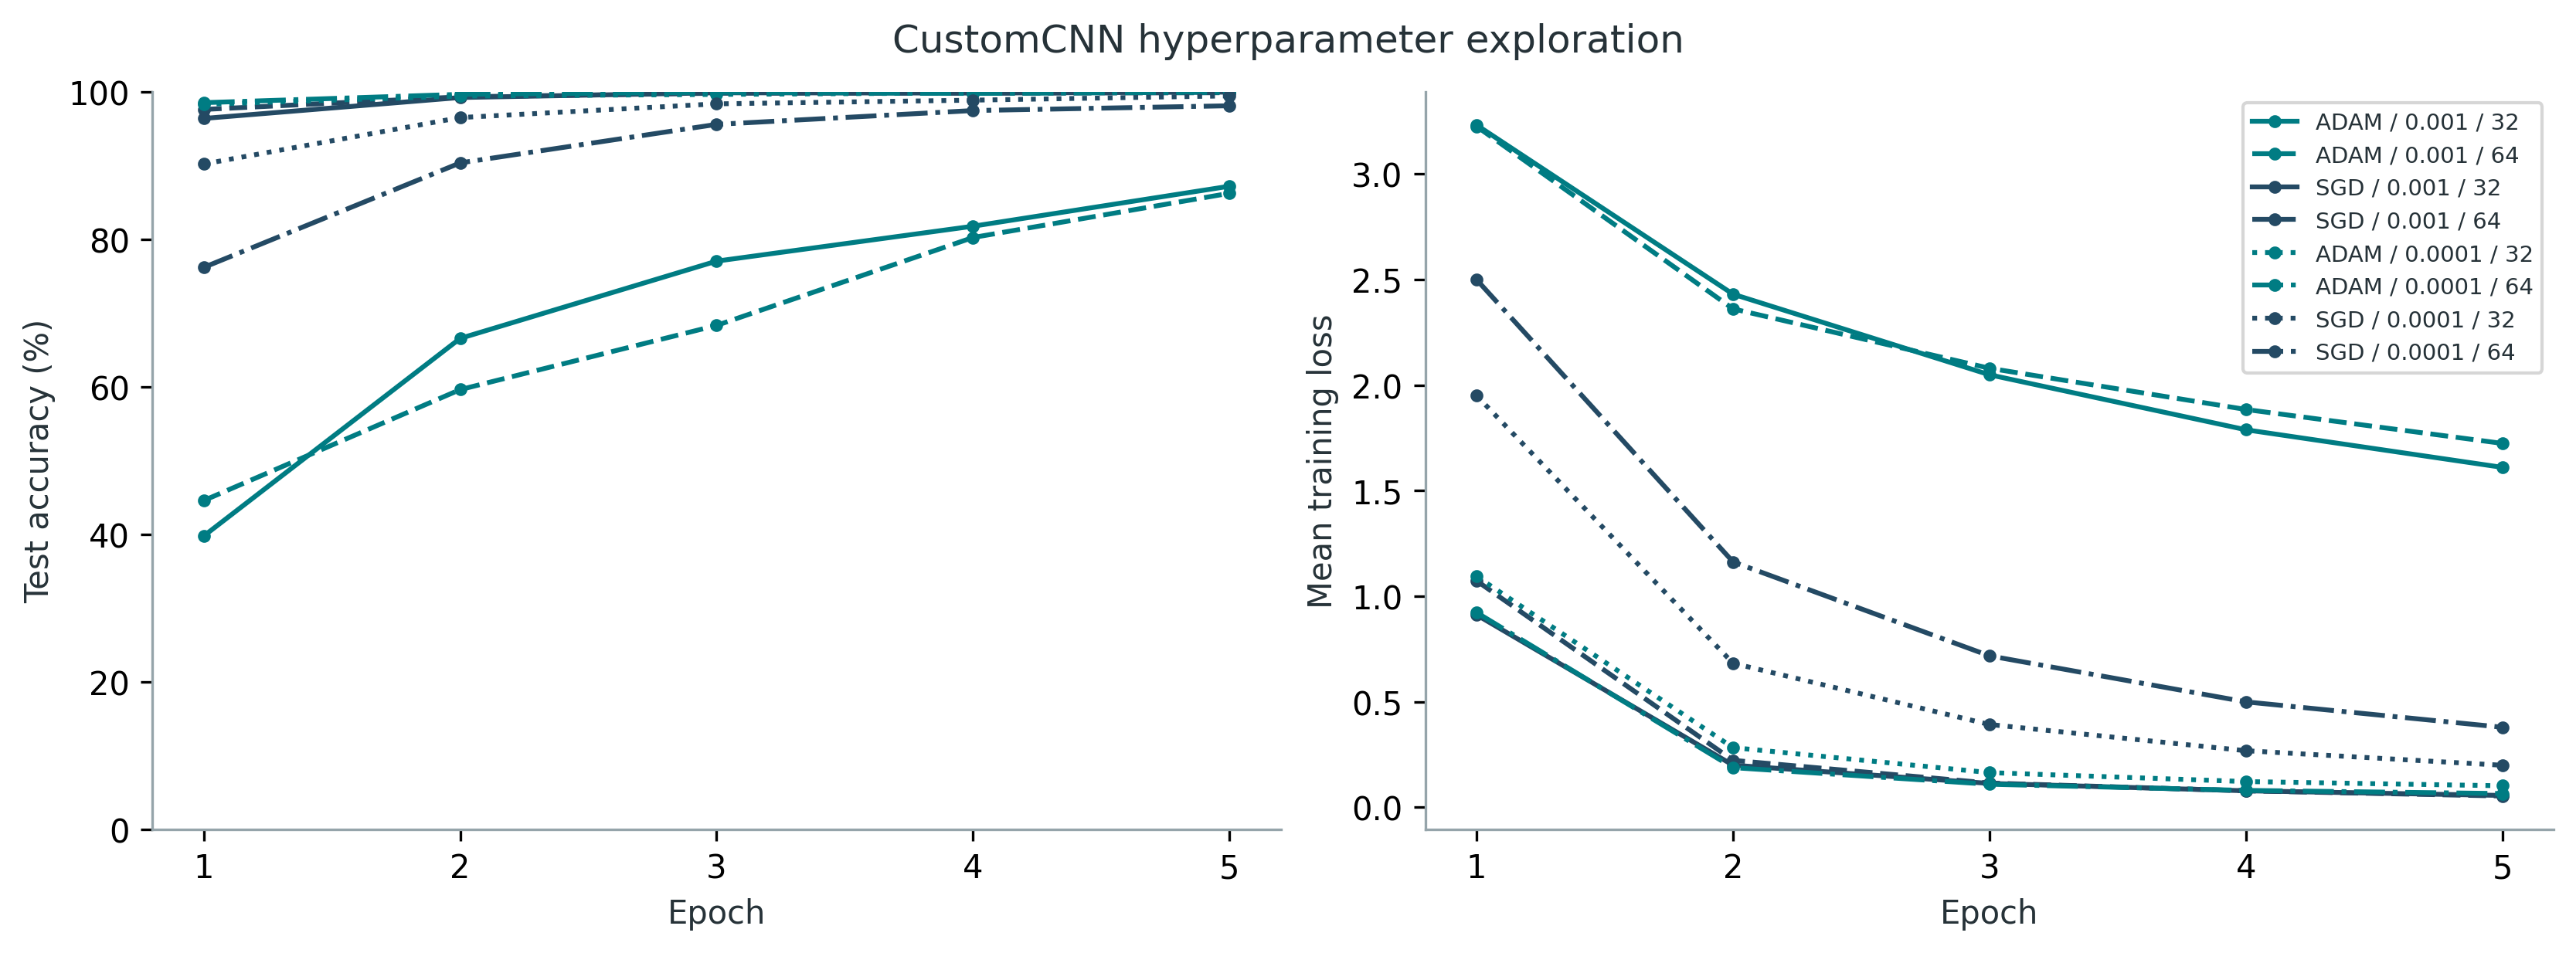 CustomCNN hyperparameter exploration
Test accuracy (%)
100
80
60
40
20
0
1 2 3 4 5
Epoch
Mean training loss
3.0
2.5
2.0
1.5
1.0
0.5
0.0
1 2 3 4 5
Epoch
ADAM / 0.001 / 32
ADAM / 0.001 / 64
SGD / 0.001 / 32
SGD / 0.001 / 64
ADAM / 0.0001 / 32
ADAM / 0.0001 / 64
SGD / 0.0001 / 32
SGD / 0.0001 / 64